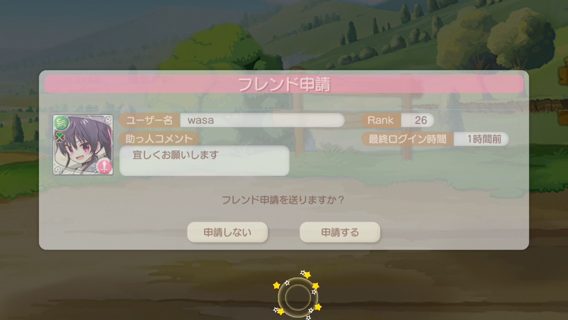 フレンド申請
ユーザー名 wasa Rank 26
助っ人コメント 最終ログイン時間 1時間前
宜しくお願いします
フレンド申請を送りますか？
申請しない 申請する